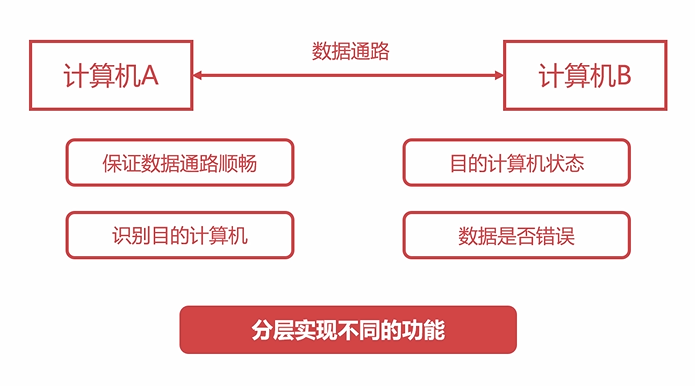 数据通路
计算机A
计算机B
保证数据通路顺畅
目的计算机状态
识别目的计算机
数据是否错误
分层实现不同的功能